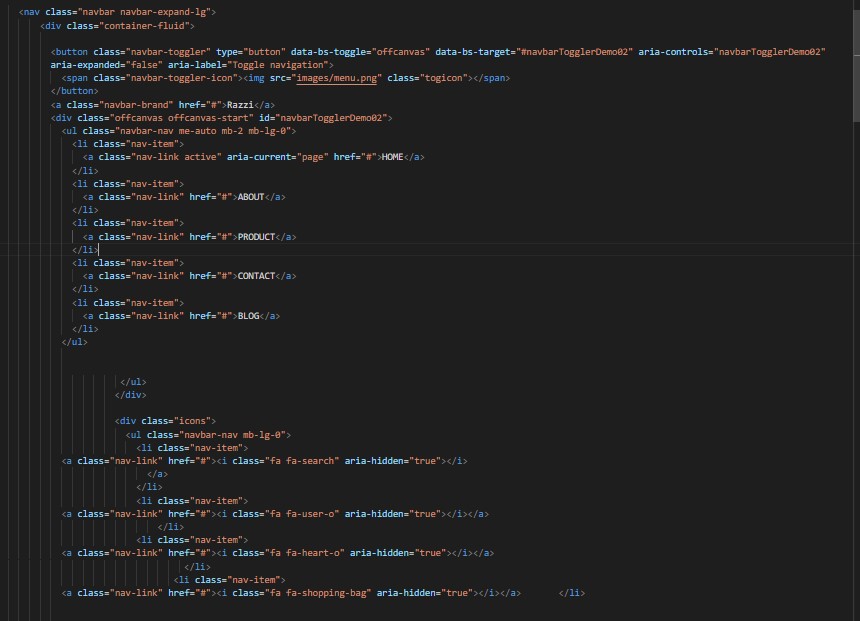 <nav class="navbar navbar-expand-lg">
<div class="container-fluid">
<button class="navbar-toggler" type="button" data-bs-toggle="offcanvas" data-bs-target="#navbarTogglerDemo02" aria-controls="navbarTogglerDemo02"
aria-expanded="false" aria-label="Toggle navigation">
<span class="navbar-toggler-icon"><img src="images/menu.png" class="togicon"></span>
</button>
<a class="navbar-brand" href="#">Razzi</a>
<div class="offcanvas offcanvas-start" id="navbarTogglerDemo02">
<ul class="navbar-nav me-auto mb-2 mb-lg-0">
<li class="nav-item">
<a class="nav-link active" aria-current="page" href="#">HOME</a>
</li>
<li class="nav-item">
<a class="nav-link" href="#">ABOUT</a>
</li>
<li class="nav-item">
<a class="nav-link" href="#">PRODUCT</a>
</li>
<li class="nav-item">
<a class="nav-link" href="#">CONTACT</a>
</li>
<li class="nav-item">
<a class="nav-link" href="#">BLOG</a>
</li>
</ul>
</ul>
</div>
<div class="icons">
<ul class="navbar-nav mb-lg-0">
<li class="nav-item">
<a class="nav-link" href="#"><i class="fa fa-search" aria-hidden="true"></i>
</a>
</li>
<li class="nav-item">
<a class="nav-link" href="#"><i class="fa fa-user-o" aria-hidden="true"></i></a>
</li>
<li class="nav-item">
<a class="nav-link" href="#"><i class="fa fa-heart-o" aria-hidden="true"></i></a>
</li>
<li class="nav-item">
<a class="nav-link" href="#"><i class="fa fa-shopping-bag" aria-hidden="true"></i></a> </li>